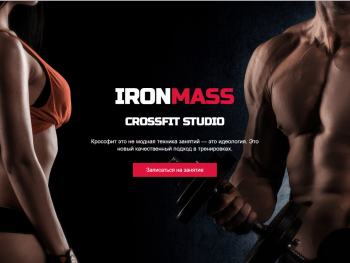 IRONMASS
CROSSFIT STUDIO
Кроссфит это не модная техника занятий — это идеология. Это
новый качественный подход в тренировках.
Записаться на занятие